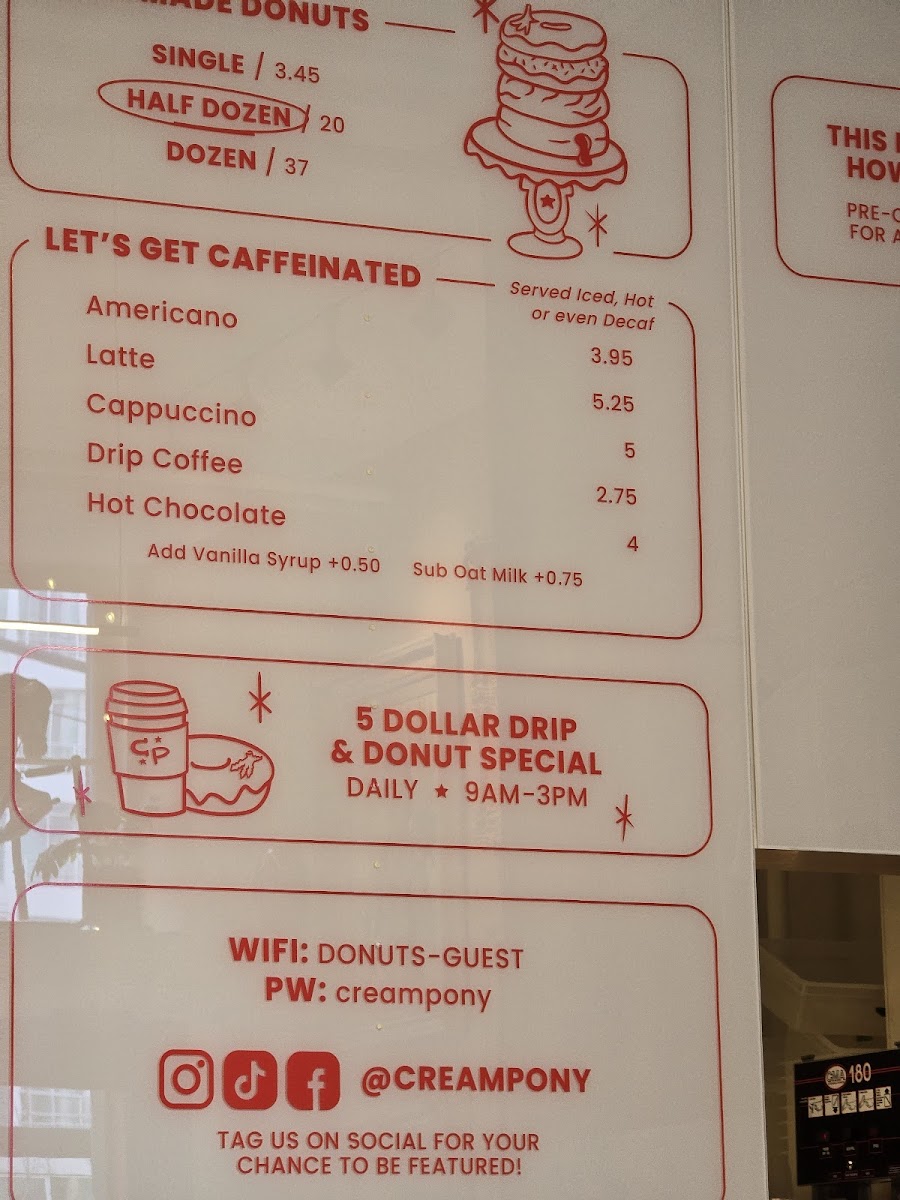 MADE DONUTS
SINGLE / 3.45
HALF DOZEN / 20
DOZEN / 37
LET'S GET CAFFEINATED
Served Iced, Hot
or even Decaf
Americano 3.95
Latte 5.25
Cappuccino 5
Drip Coffee 2.75
Hot Chocolate 4
Add Vanilla Syrup +0.50 Sub Oat Milk +0.75
CP
5 DOLLAR DRIP
& DONUT SPECIAL
DAILY ★ 9AM-3PM
WIFI: DONUTS-GUEST
PW: creampony
@CREAMPONY
TAG US ON SOCIAL FOR YOUR
CHANCE TO BE FEATURED!
THIS
HOW
PRE-
FOR A
180